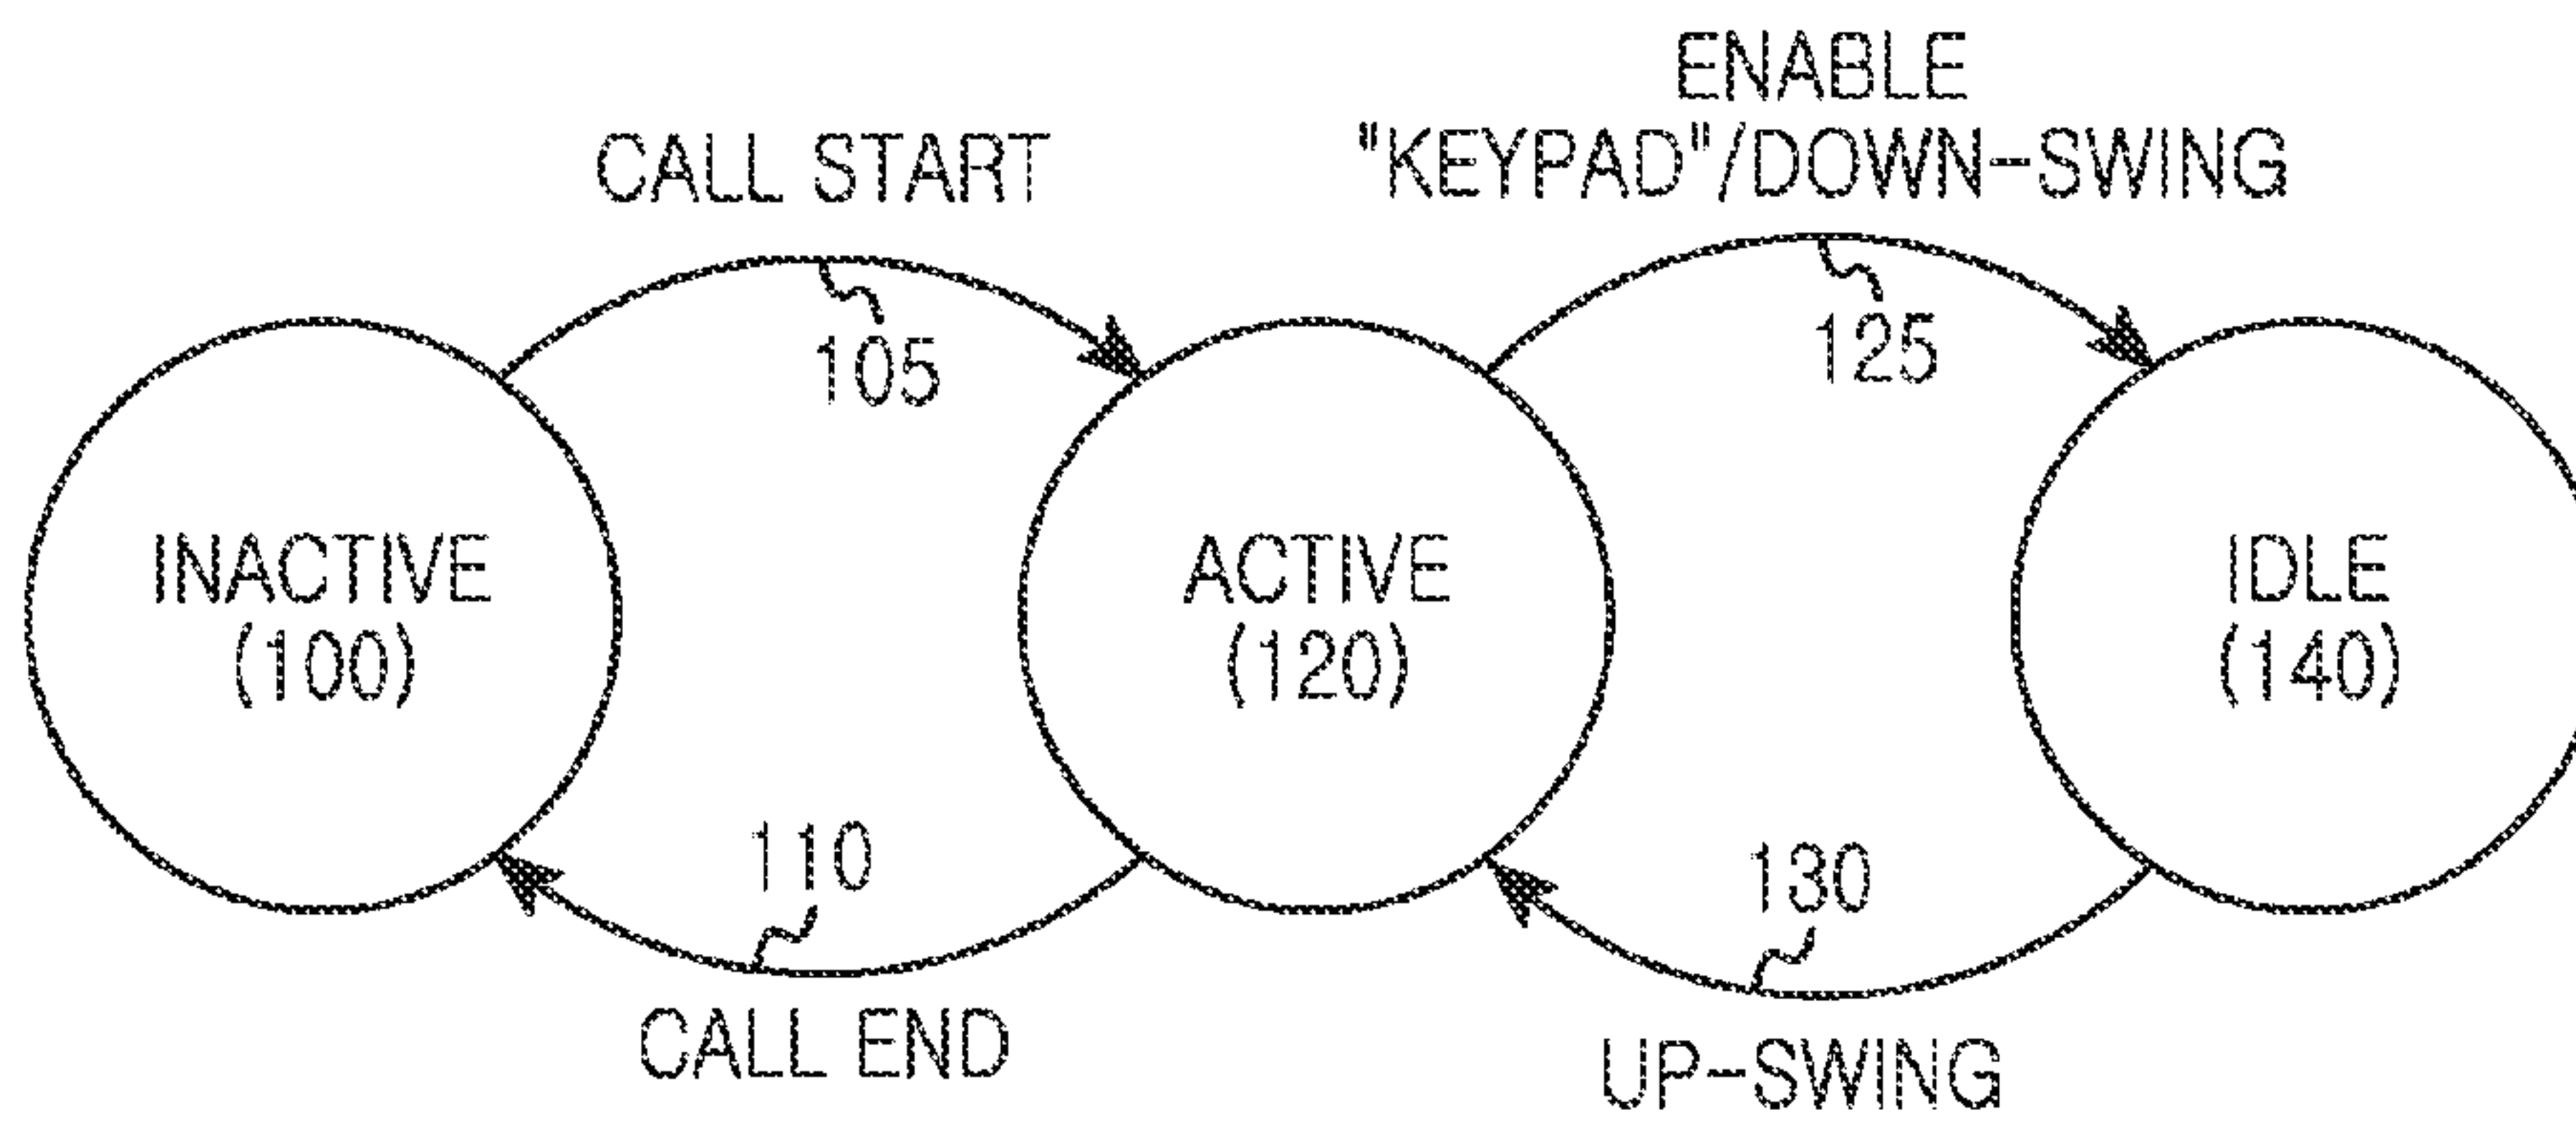 ENABLE
"KEYPAD"/DOWN-SWING
CALL START
105
125
INACTIVE
(100)
ACTIVE
(120)
IDLE
(140)
110
130
CALL END
UP-SWING